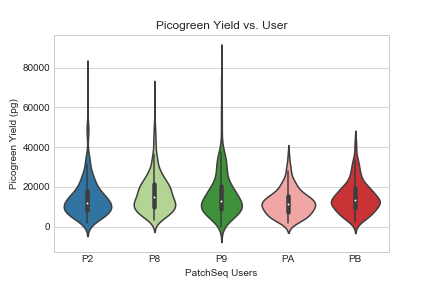 Picogreen Yield vs. User
Picogreen Yield (pg)
80000
60000
40000
20000
0
P2 P8 P9 PA PB
PatchSeq Users